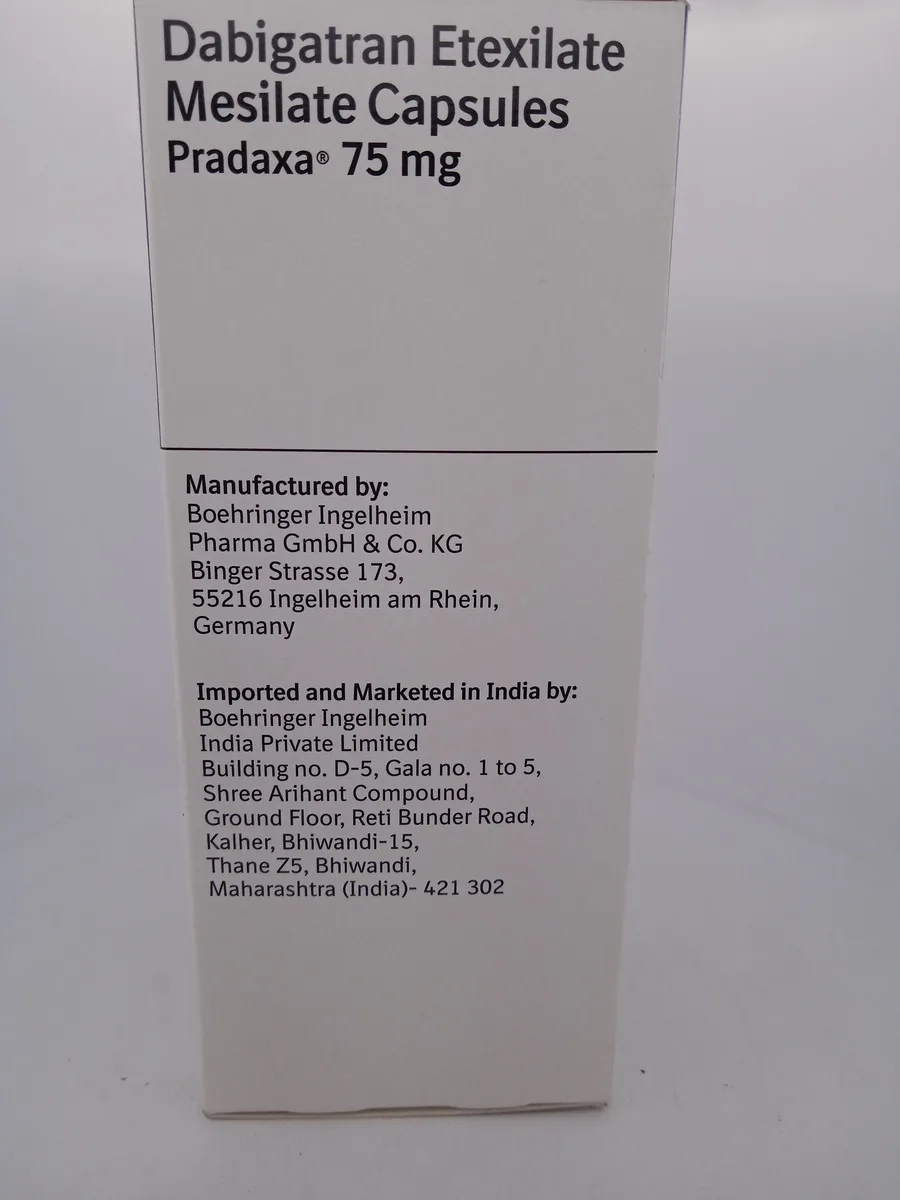 Dabigatran Etexilate
Mesilate Capsules
Pradaxa® 75 mg
Manufactured by:
Boehringer Ingelheim
Pharma GmbH & Co. KG
Binger Strasse 173,
55216 Ingelheim am Rhein,
Germany
Imported and Marketed in India by:
Boehringer Ingelheim
India Private Limited
Building no. D-5, Gala no. 1 to 5,
Shree Arihant Compound,
Ground Floor, Reti Bunder Road,
Kalher, Bhiwandi-15,
Thane Z5, Bhiwandi,
Maharashtra (India)- 421 302